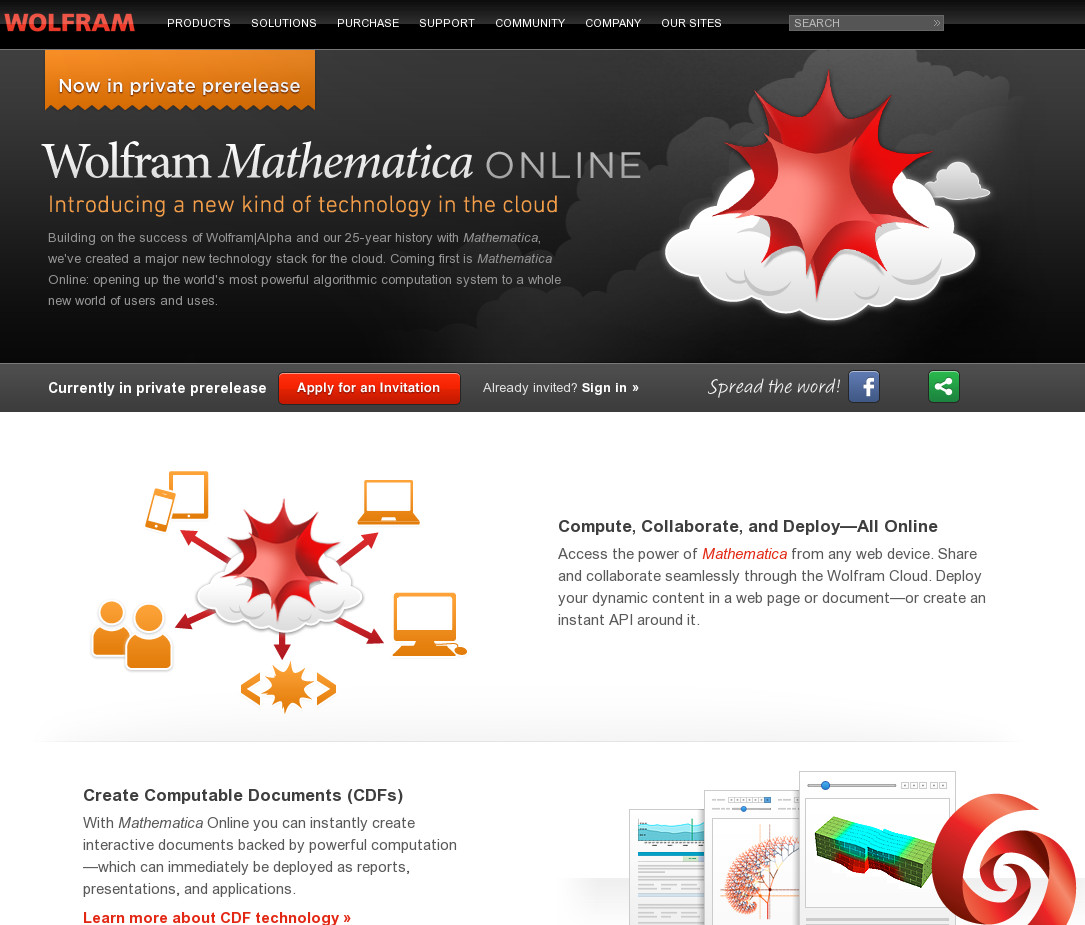 WOLFRAM
PRODUCTS SOLUTIONS PURCHASE SUPPORT COMMUNITY COMPANY OUR SITES SEARCH »
Now in private prerelease
Wolfram Mathematica ONLINE
Introducing a new kind of technology in the cloud
Building on the success of Wolfram|Alpha and our 25-year history with Mathematica,
we've created a major new technology stack for the cloud. Coming first is Mathematica
Online: opening up the world's most powerful algorithmic computation system to a whole
new world of users and uses.
Currently in private prerelease Apply for an Invitation Already invited? Sign in » Spread the word!
Compute, Collaborate, and Deploy—All Online
Access the power of Mathematica from any web device. Share
and collaborate seamlessly through the Wolfram Cloud. Deploy
your dynamic content in a web page or document—or create an
instant API around it.
Create Computable Documents (CDFs)
With Mathematica Online you can instantly create
interactive documents backed by powerful computation
—which can immediately be deployed as reports,
presentations, and applications.
Learn more about CDF technology »